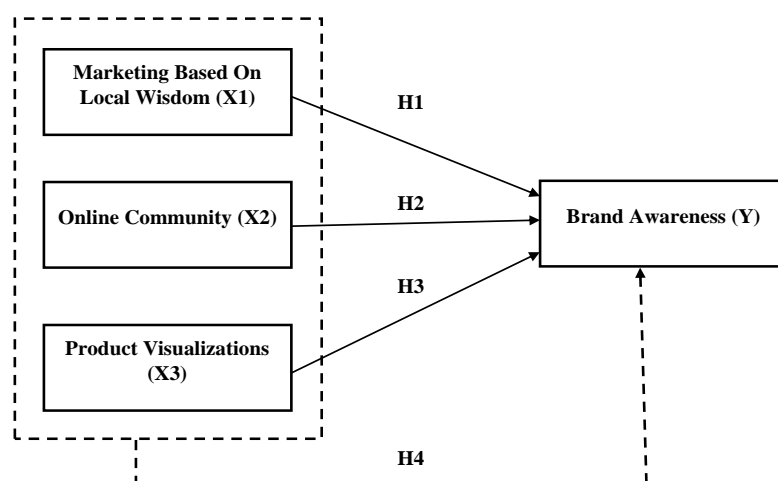 Marketing Based On
Local Wisdom (X1)
H1
Online Community (X2)
H2
Brand Awareness (Y)
H3
Product Visualizations
(X3)
H4